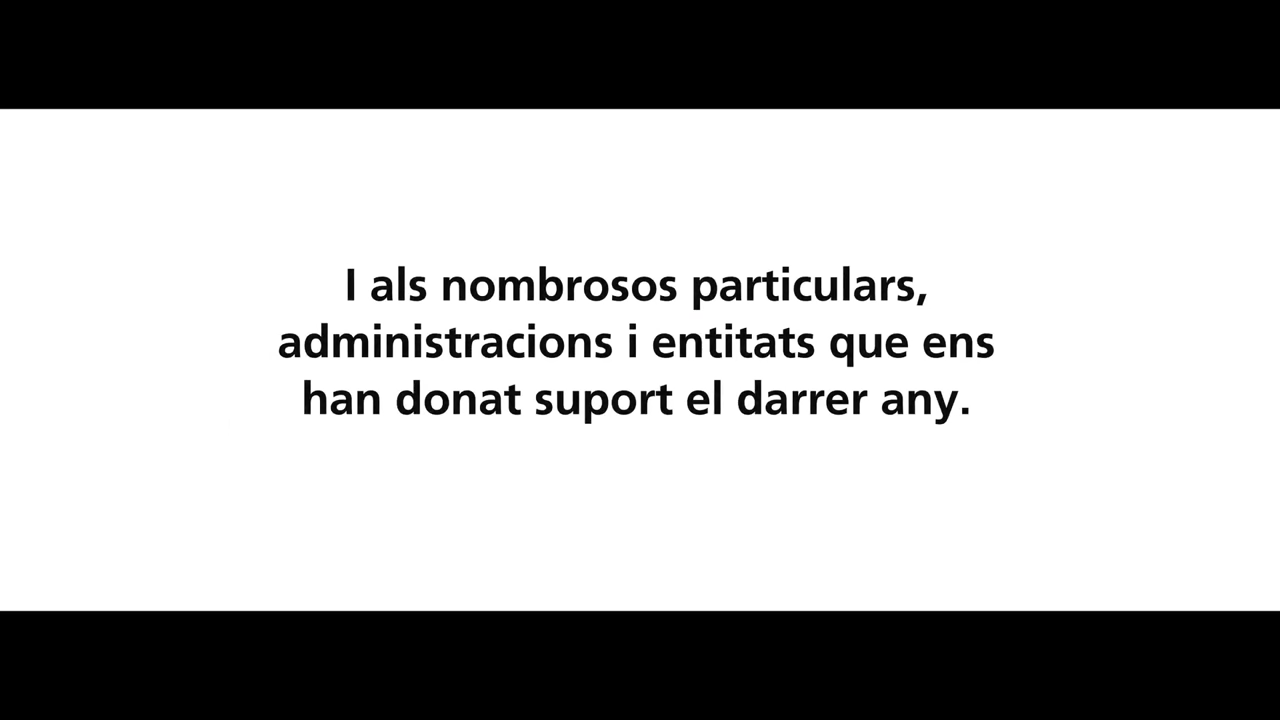 I als nombrosos particulars,
administracions i entitats que ens
han donat suport el darrer any.